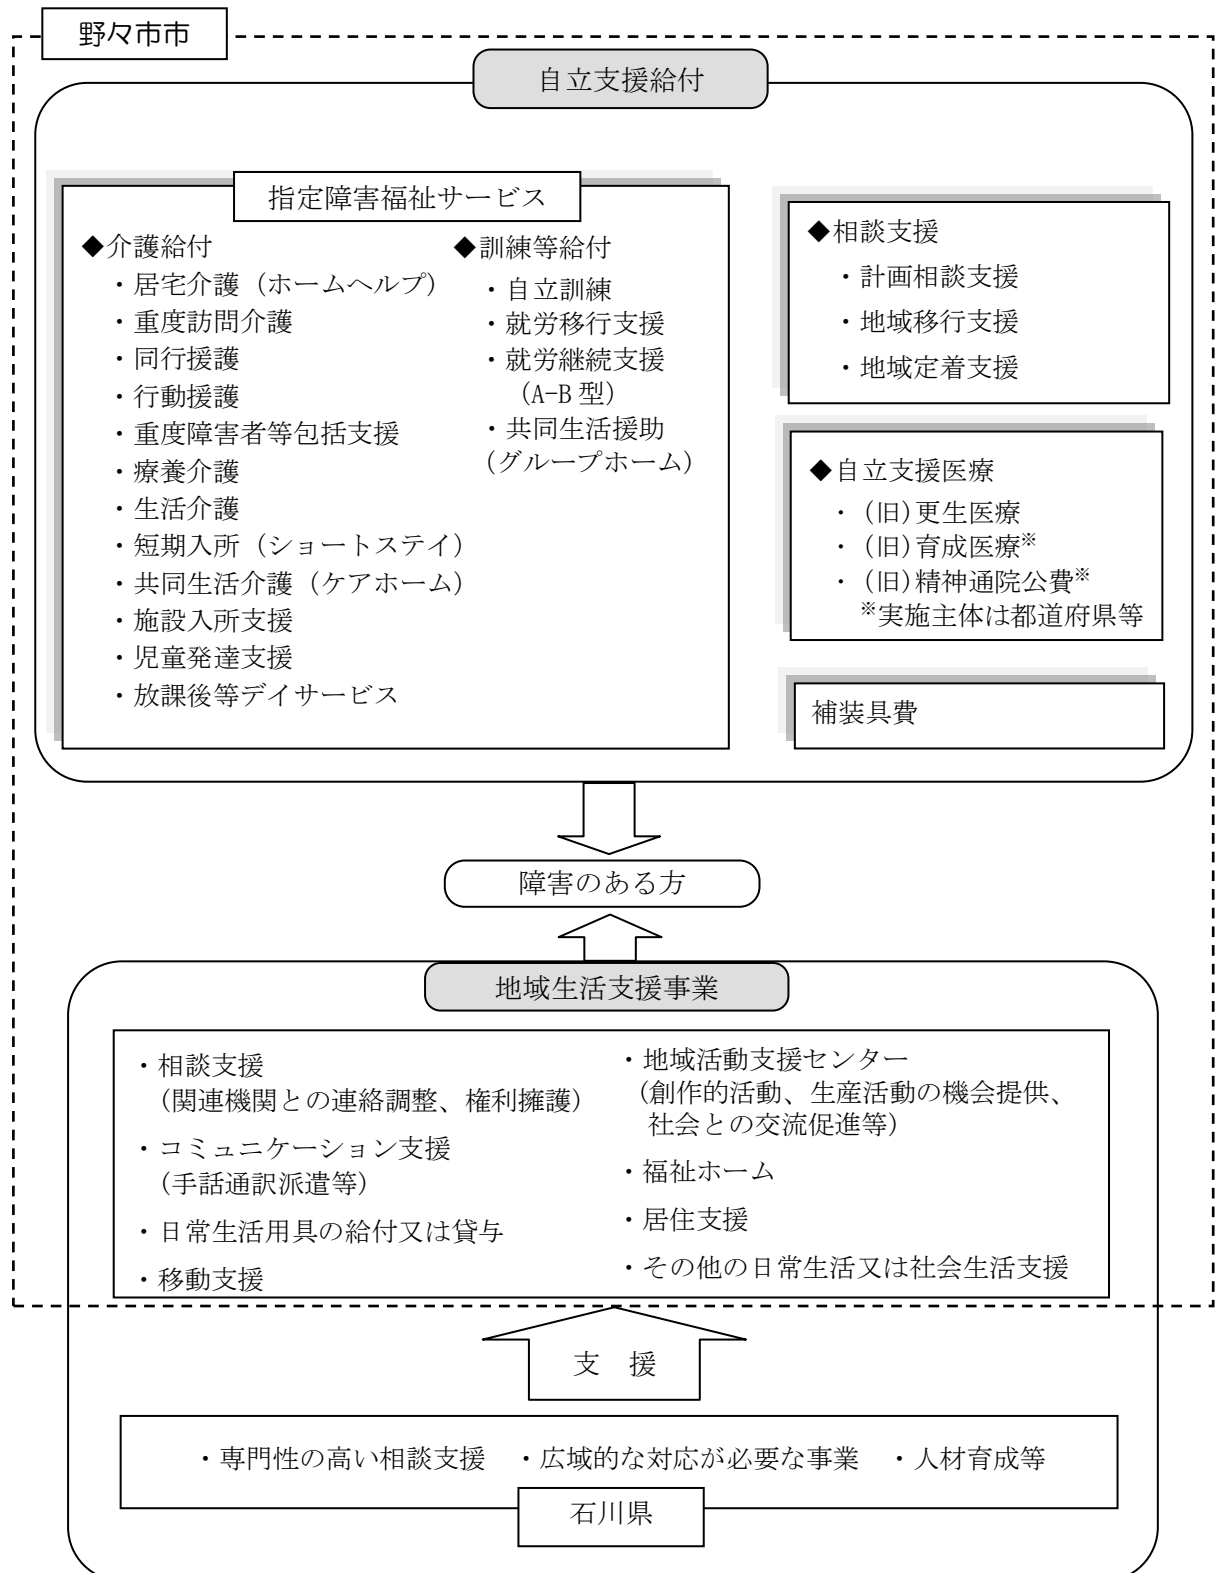 野々市市
自立支援給付
指定障害福祉サービス
◆介護給付
・居宅介護（ホームヘルプ）
・重度訪問介護
・同行援護
・行動援護
・重度障害者等包括支援
・療養介護
・生活介護
・短期入所（ショートステイ）
・共同生活介護（ケアホーム）
・施設入所支援
・児童発達支援
・放課後等デイサービス
◆訓練等給付
・自立訓練
・就労移行支援
・就労継続支援
（A-B 型）
・共同生活援助
（グループホーム）
◆相談支援
・計画相談支援
・地域移行支援
・地域定着支援
◆自立支援医療
・（旧）更生医療
・（旧）育成医療※
・（旧）精神通院公費※
※実施主体は都道府県等
補装具費
障害のある方
地域生活支援事業
・相談支援
（関連機関との連絡調整、権利擁護）
・コミュニケーション支援
（手話通訳派遣等）
・日常生活用具の給付又は貸与
・移動支援
・地域活動支援センター
（創作的活動、生産活動の機会提供、
社会との交流促進等）
・福祉ホーム
・居住支援
・その他の日常生活又は社会生活支援
支　援
・専門性の高い相談支援　・広域的な対応が必要な事業　・人材育成等
石川県